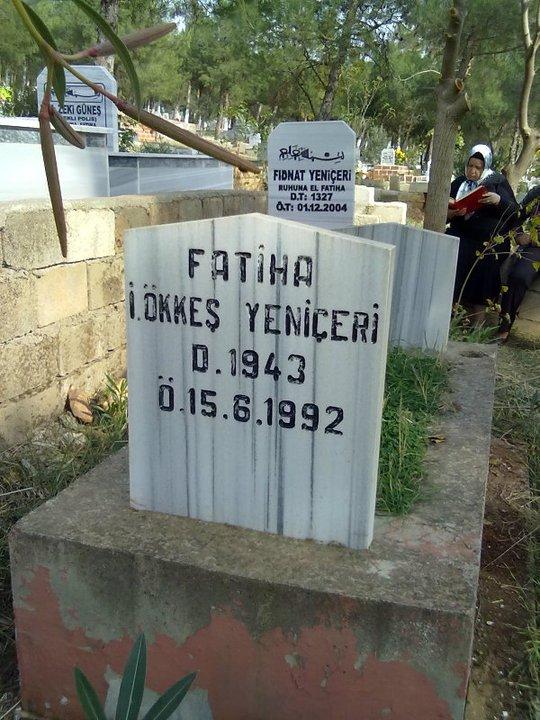 FATİHA
İ.ÖKKEŞ YENİÇERİ
D.1943
Ö.15.6.1992
FIDNAT YENİÇERİ
RUHUNA EL FATİHA
D.T: 1327
Ö.T: 01.12.2004
ZEKİ GÜNEŞ